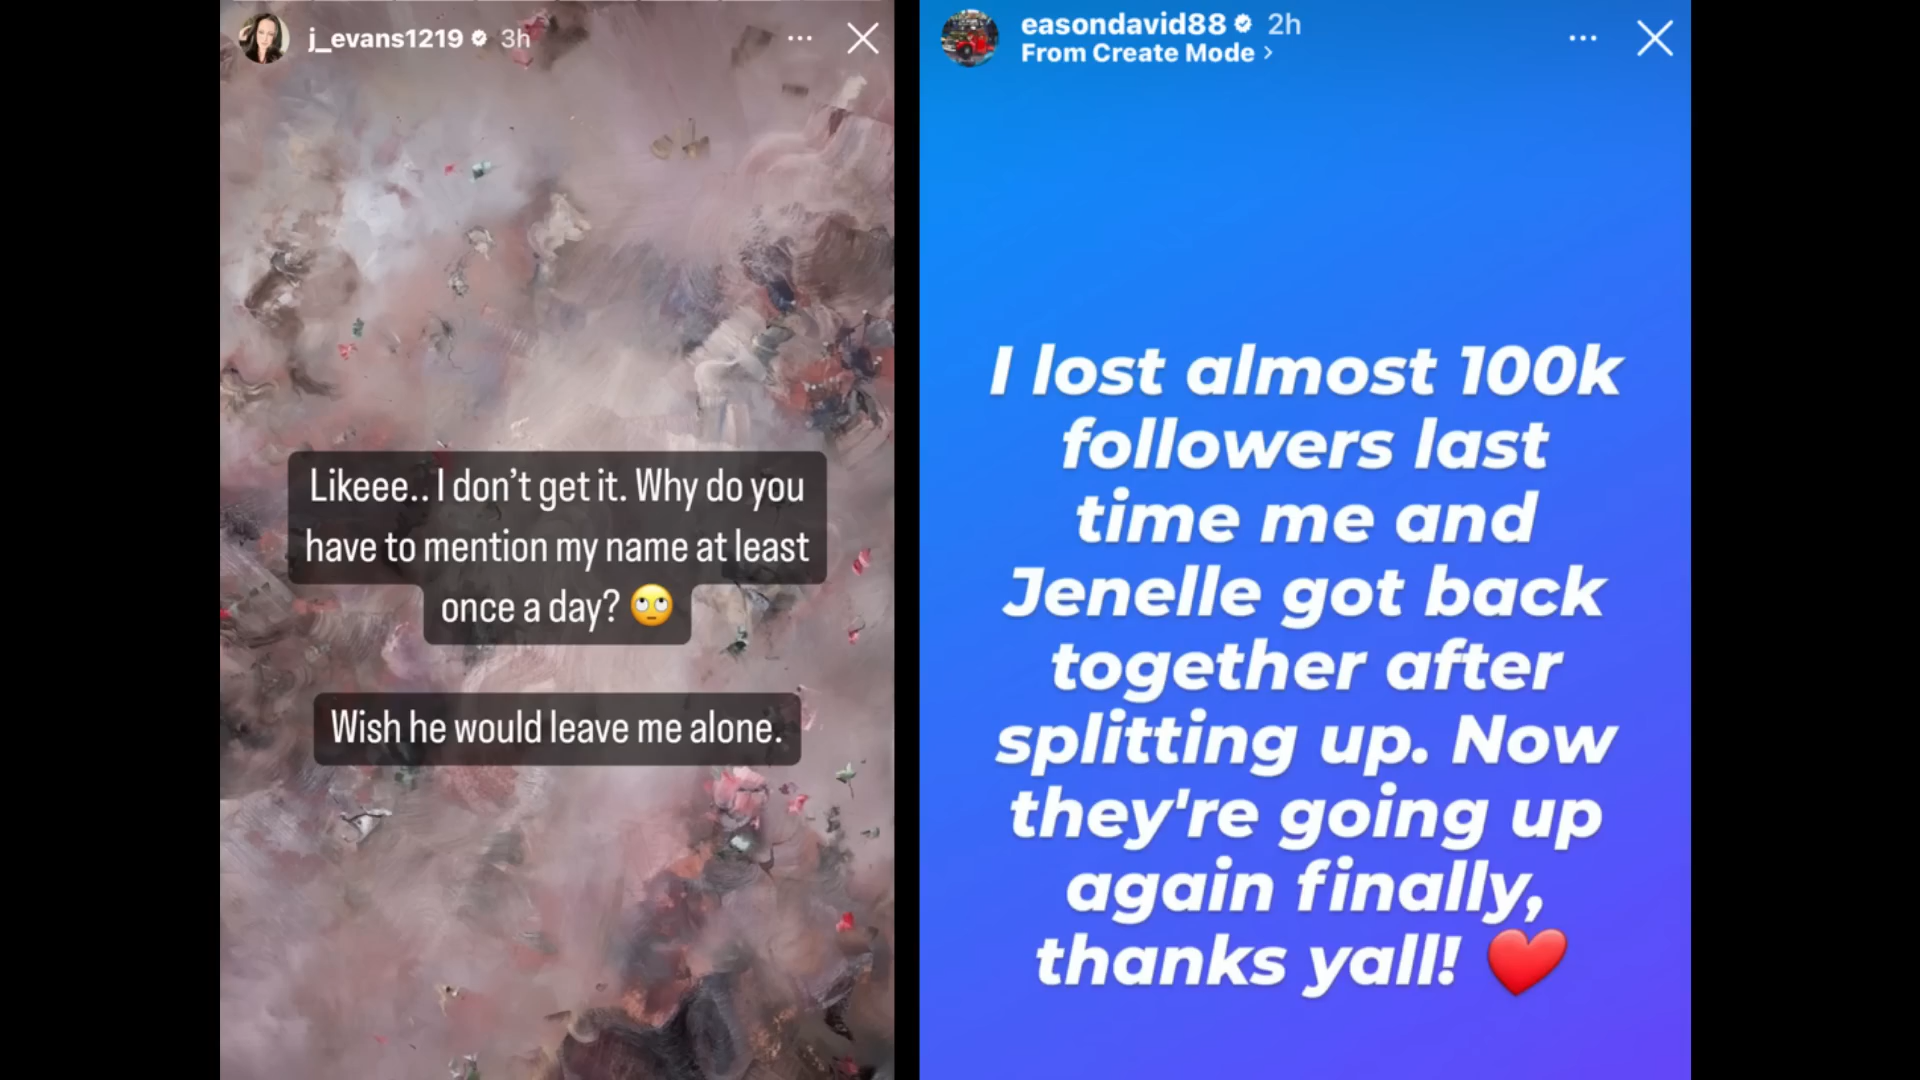 j_evans1219 3h
Likeee.. I don’t get it. Why do you
have to mention my name at least
once a day? 🙄
Wish he would leave me alone.
easondavid88 2h
From Create Mode >
I lost almost 100k
followers last
time me and
Jenelle got back
together after
splitting up. Now
they're going up
again finally,
thanks yall! ❤️